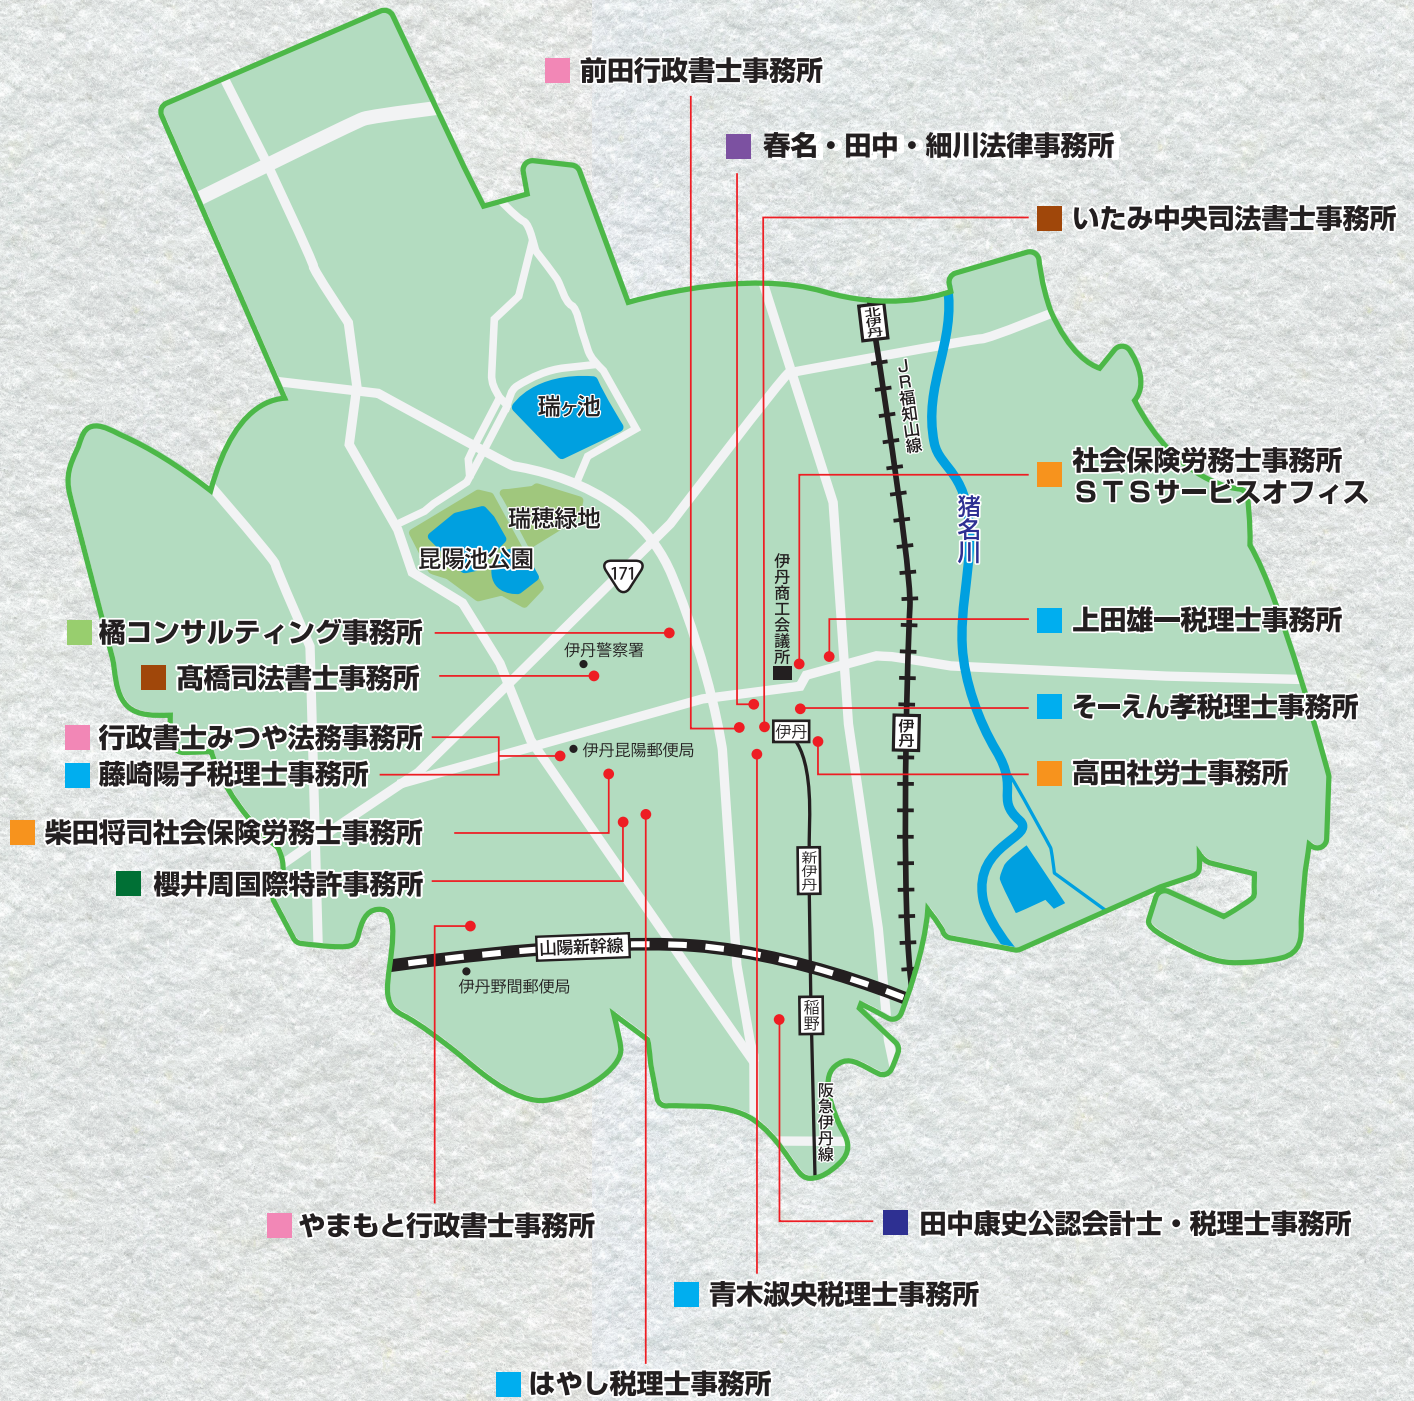 前田行政書士事務所
春名・田中・細川法律事務所
いたみ中央司法書士事務所
北伊丹
JR福知山線
瑞ヶ池
社会保険労務士事務所
STSサービスオフィス
猪名川
瑞穂緑地
昆陽池公園
171
伊丹商工会議所
上田雄一税理士事務所
橘コンサルティング事務所
伊丹警察署
髙橋司法書士事務所
そーえん孝税理士事務所
伊丹
伊丹
行政書士みつや法務事務所
伊丹昆陽郵便局
藤崎陽子税理士事務所
高田社労士事務所
柴田将司社会保険労務士事務所
新伊丹
櫻井周国際特許事務所
山陽新幹線
伊丹野間郵便局
稲野
阪急伊丹線
やまもと行政書士事務所
田中康史公認会計士・税理士事務所
青木淑央税理士事務所
はやし税理士事務所